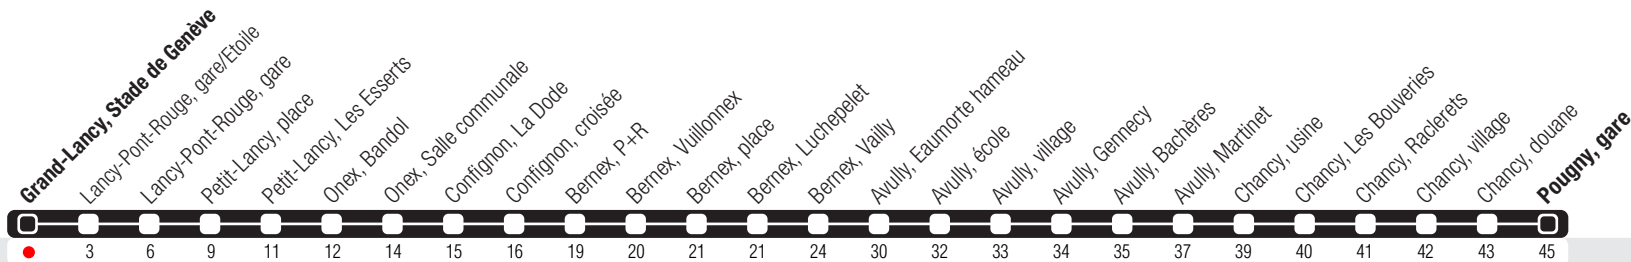 Grand-Lancy, Stade de Genève
Lancy-Pont-Rouge, gare/Etoile
Lancy-Pont-Rouge, gare
Petit-Lancy, place
Petit-Lancy, Les Esserts
Onex, Bandol
Onex, Salle communale
Confignon, La Dode
Confignon, croisée
Bernex, P+R
Bernex, Vuillonnex
Bernex, place
Bernex, Luchepelet
Bernex, Vailly
Avully, Eaumorte hameau
Avully, école
Avully, village
Avully, Gennecy
Avully, Bachères
Avully, Martinet
Chancy, usine
Chancy, Les Bouveries
Chancy, Raclerets
Chancy, village
Chancy, douane
Pougny, gare
3 6 9 11 12 14 15 16 19 20 21 21 24 30 32 33 34 35 37 39 40 41 42 43 45